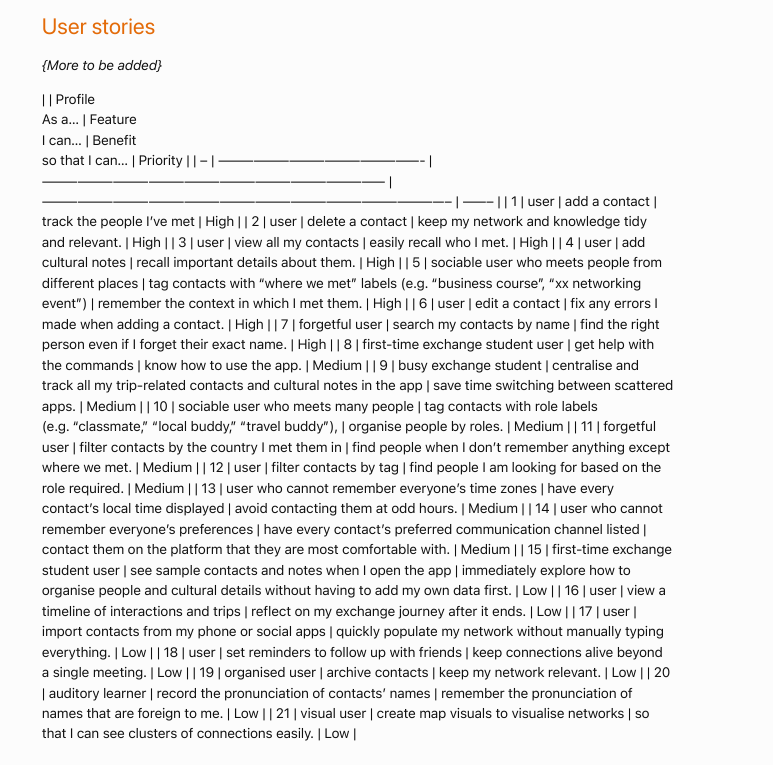 User stories
{More to be added}
| | Profile
As a… | Feature
I can… | Benefit
so that I can… | Priority | | – | ———————————————- |
————————————————————————— |
——————————————————————————————– | ——– | | 1 | user | add a contact |
track the people I’ve met | High | | 2 | user | delete a contact | keep my network and knowledge tidy
and relevant. | High | | 3 | user | view all my contacts | easily recall who I met. | High | | 4 | user | add
cultural notes | recall important details about them. | High | | 5 | sociable user who meets people from
different places | tag contacts with “where we met” labels (e.g. “business course”, “xx networking
event”) | remember the context in which I met them. | High | | 6 | user | edit a contact | fix any errors I
made when adding a contact. | High | | 7 | forgetful user | search my contacts by name | find the right
person even if I forget their exact name. | High | | 8 | first-time exchange student user | get help with
the commands | know how to use the app. | Medium | | 9 | busy exchange student | centralise and
track all my trip-related contacts and cultural notes in the app | save time switching between scattered
apps. | Medium | | 10 | sociable user who meets many people | tag contacts with role labels
(e.g. “classmate,” “local buddy,” “travel buddy”), | organise people by roles. | Medium | | 11 | forgetful
user | filter contacts by the country I met them in | find people when I don’t remember anything except
where we met. | Medium | | 12 | user | filter contacts by tag | find people I am looking for based on the
role required. | Medium | | 13 | user who cannot remember everyone’s time zones | have every
contact’s local time displayed | avoid contacting them at odd hours. | Medium | | 14 | user who cannot
remember everyone’s preferences | have every contact’s preferred communication channel listed |
contact them on the platform that they are most comfortable with. | Medium | | 15 | first-time exchange
student user | see sample contacts and notes when I open the app | immediately explore how to
organise people and cultural details without having to add my own data first. | Low | | 16 | user | view a
timeline of interactions and trips | reflect on my exchange journey after it ends. | Low | | 17 | user |
import contacts from my phone or social apps | quickly populate my network without manually typing
everything. | Low | | 18 | user | set reminders to follow up with friends | keep connections alive beyond
a single meeting. | Low | | 19 | organised user | archive contacts | keep my network relevant. | Low | | 20
| auditory learner | record the pronunciation of contacts’ names | remember the pronunciation of
names that are foreign to me. | Low | | 21 | visual user | create map visuals to visualise networks | so
that I can see clusters of connections easily. | Low |